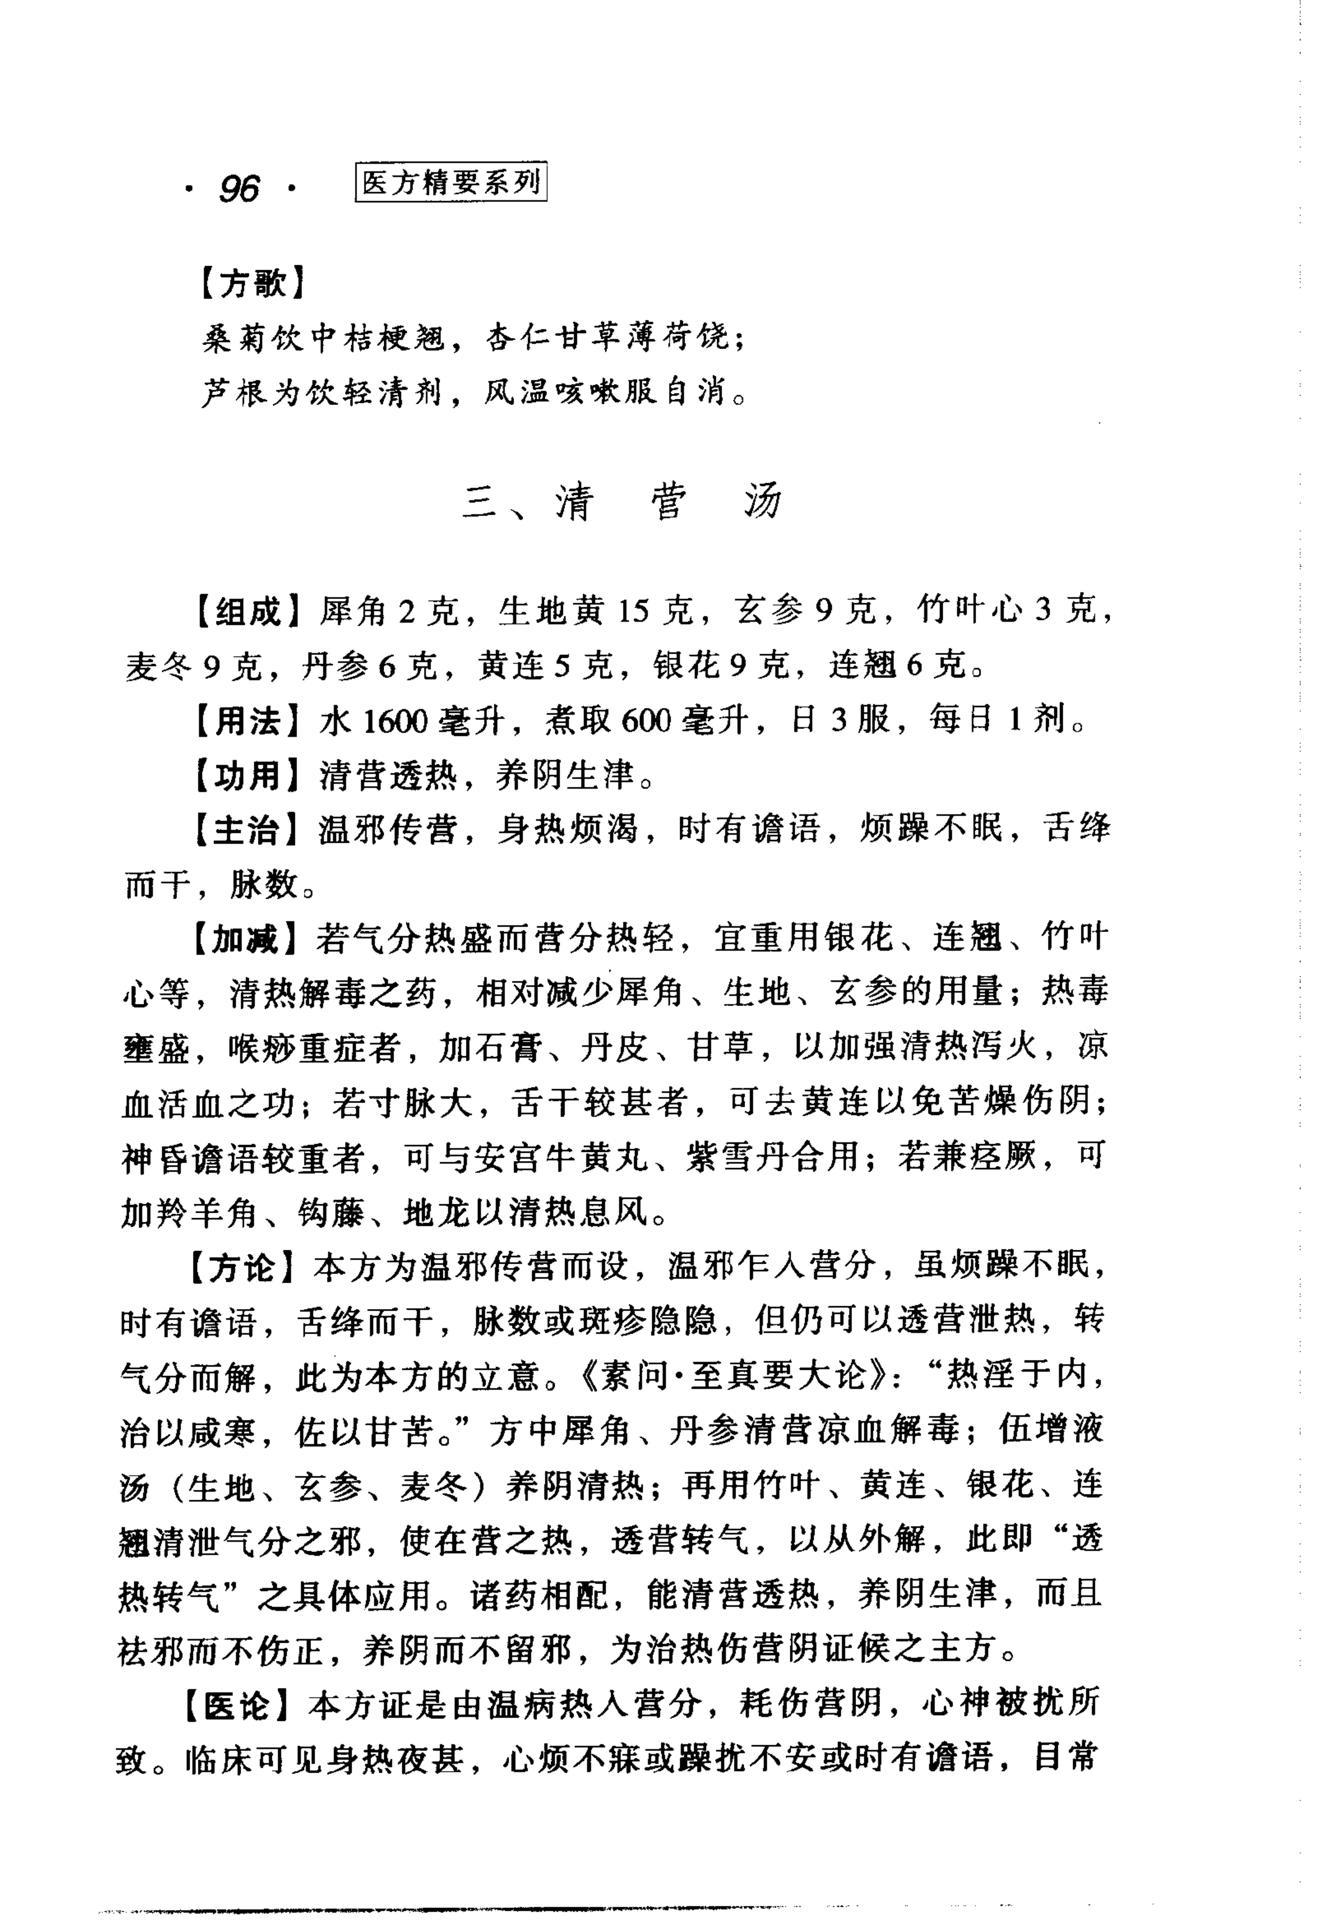 · 96 · 医方精要系列
【方歌】
桑菊饮中桔梗翘，杏仁甘草薄荷饶；
芦根为饮轻清剂，风温咳嗽服自消。
三、清 营 汤
【组成】犀角 2 克，生地黄 15 克，玄参 9 克，竹叶心 3 克，
麦冬 9 克，丹参 6 克，黄连 5 克，银花 9 克，连翘 6 克。
【用法】水 1600 毫升，煮取 600 毫升，日 3 服，每日 1 剂。
【功用】清营透热，养阴生津。
【主治】温邪传营，身热烦渴，时有谵语，烦躁不眠，舌绛
而干，脉数。
【加减】若气分热盛而营分热轻，宜重用银花、连翘、竹叶
心等，清热解毒之药，相对减少犀角、生地、玄参的用量；热毒
壅盛，喉痧重症者，加石膏、丹皮、甘草，以加强清热泻火，凉
血活血之功；若寸脉大，舌干较甚者，可去黄连以免苦燥伤阴；
神昏谵语较重者，可与安宫牛黄丸、紫雪丹合用；若兼痉厥，可
加羚羊角、钩藤、地龙以清热息风。
【方论】本方为温邪传营而设，温邪乍入营分，虽烦躁不眠，
时有谵语，舌绛而干，脉数或斑疹隐隐，但仍可以透营泄热，转
气分而解，此为本方的立意。《素问·至真要大论》：“热淫于内，
治以咸寒，佐以甘苦。”方中犀角、丹参清营凉血解毒；伍增液
汤（生地、玄参、麦冬）养阴清热；再用竹叶、黄连、银花、连
翘清泄气分之邪，使在营之热，透营转气，以从外解，此即“透
热转气”之具体应用。诸药相配，能清营透热，养阴生津，而且
祛邪而不伤正，养阴而不留邪，为治热伤营阴证候之主方。
【医论】本方证是由温病热入营分，耗伤营阴，心神被扰所
致。临床可见身热夜甚，心烦不寐或躁扰不安或时有谵语，目常